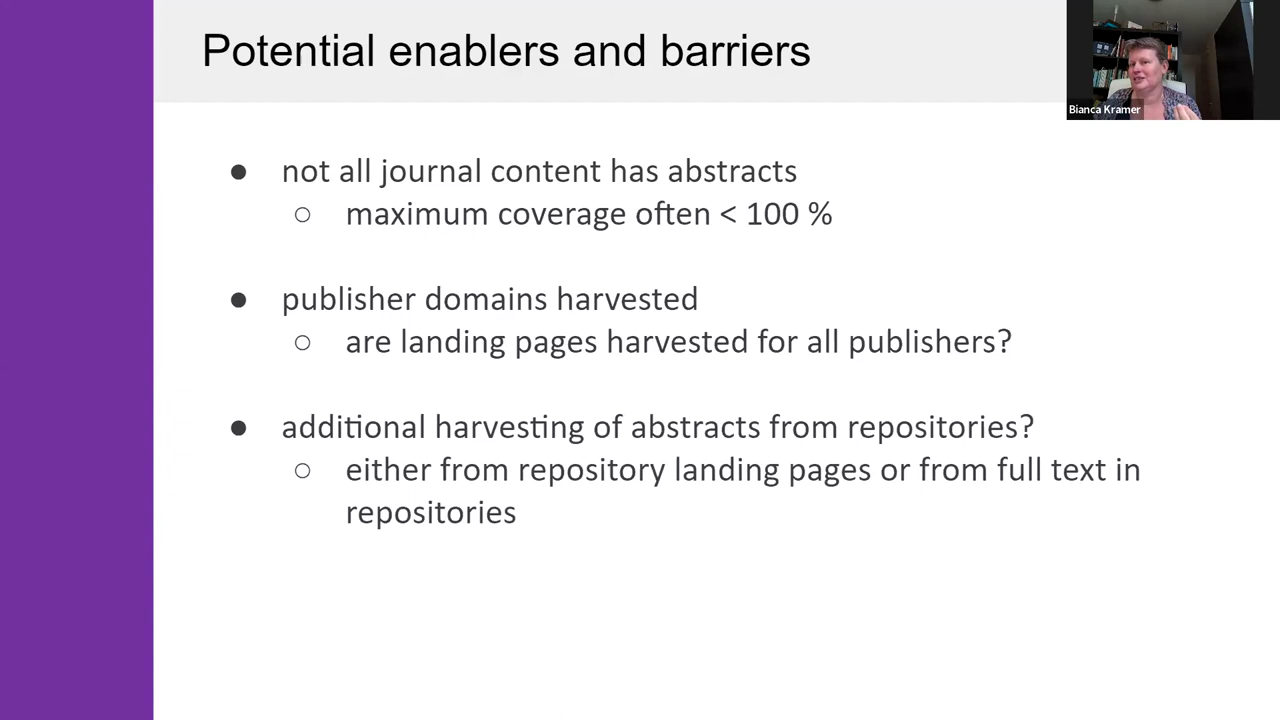 Potential enablers and barriers
Bianca Kramer
● not all journal content has abstracts
○ maximum coverage often < 100 %
● publisher domains harvested
○ are landing pages harvested for all publishers?
● additional harvesting of abstracts from repositories?
○ either from repository landing pages or from full text in
repositories